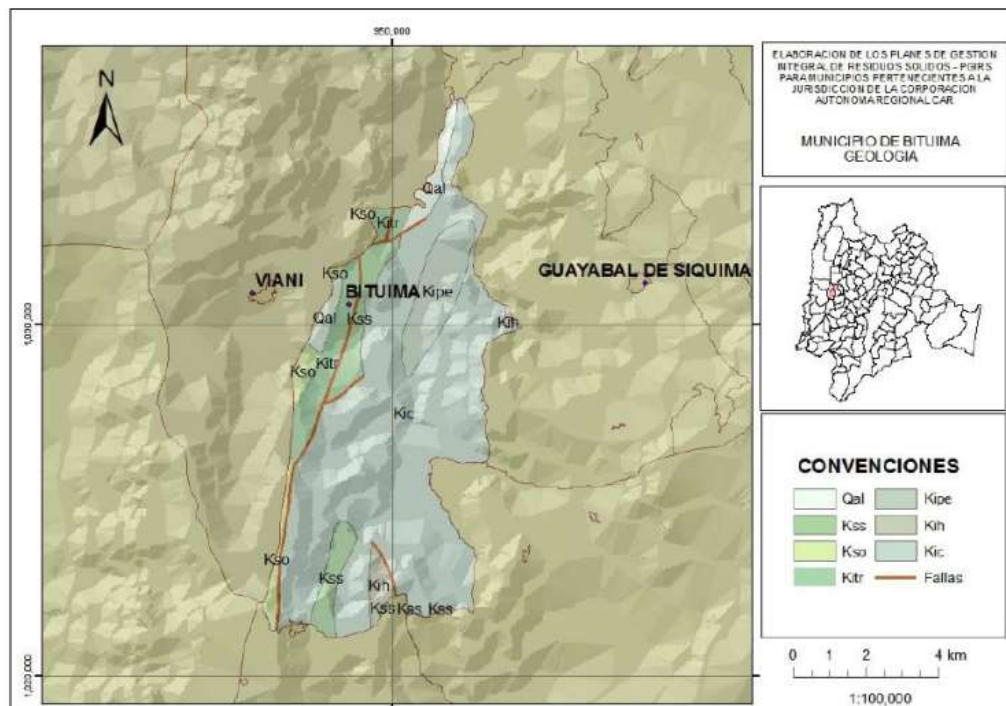 950,000
N
Qal
Kso
Kitr
Kso
VIANI
BITUIMA
GUAYABAL DE SIQUIMA
Kipe
Qal
Kss
Kih
1,030,000
Kitr
Kso
Kic
Kso
Kss
Kih
Kss Kss Kss
1,020,000
ELABORACION DE LOS PLANES DE GESTION
INTEGRAL DE RESIDUOS SOLIDOS - PGIRS
PARA MUNICIPIOS PERTENECIENTES A LA
JURISDICCION DE LA CORPORACION
AUTONOMA REGIONAL CAR
MUNICIPIO DE BITUIMA
GEOLOGIA
CONVENCIONES
Qal Kipe
Kss Kih
Kso Kic
Kitr Fallas
0 1 2 4 km
1:100,000